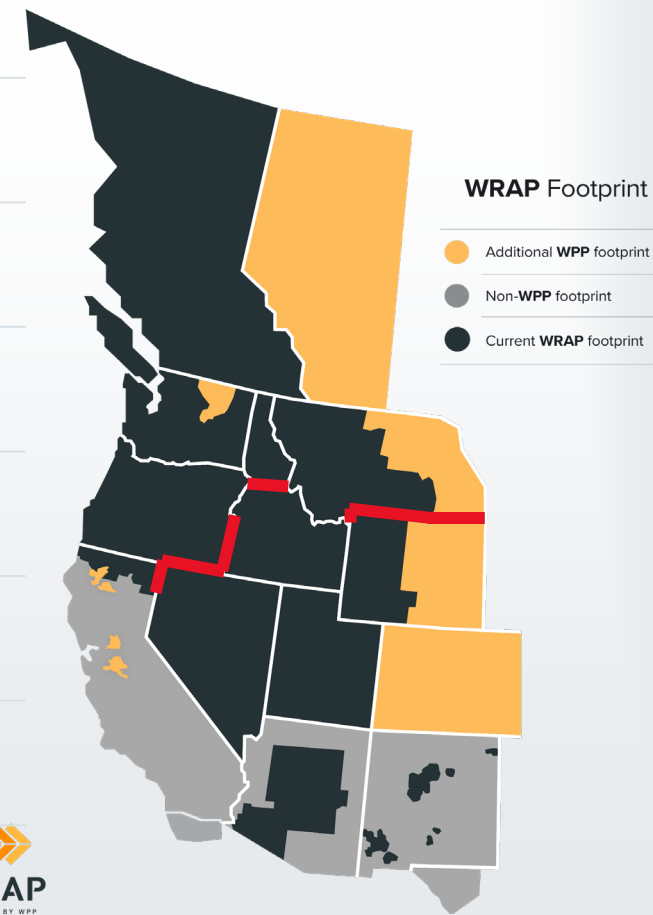 WRAP Footprint
Additional WPP footprint
Non-WPP footprint
Current WRAP footprint
AP
BY WPP